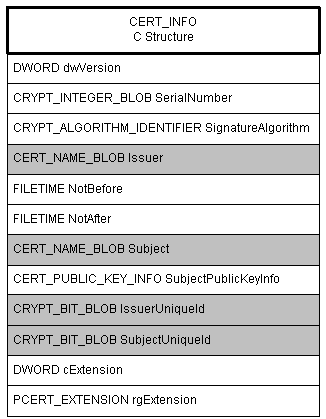 CERT_INFO
C Structure
DWORD dwVersion
CRYPT_INTEGER_BLOB SerialNumber
CRYPT_ALGORITHM_IDENTIFIER SignatureAlgorithm
CERT_NAME_BLOB Issuer
FILETIME NotBefore
FILETIME NotAfter
CERT_NAME_BLOB Subject
CERT_PUBLIC_KEY_INFO SubjectPublicKeyInfo
CRYPT_BIT_BLOB IssuerUniqueId
CRYPT_BIT_BLOB SubjectUniqueId
DWORD cExtension
PCERT_EXTENSION rgExtension